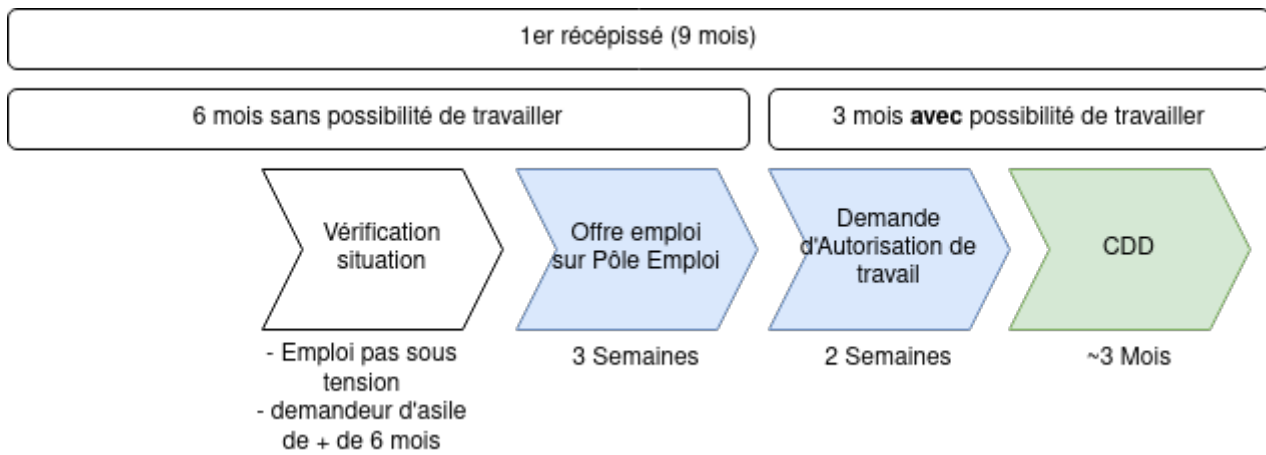 1er récépissé (9 mois)
6 mois sans possibilité de travailler
3 mois avec possibilité de travailler
Vérification
situation
Offre emploi
sur Pôle Emploi
Demande
d'Autorisation de
travail
CDD
- Emploi pas sous
tension
- demandeur d'asile
de + de 6 mois
3 Semaines
2 Semaines
~3 Mois